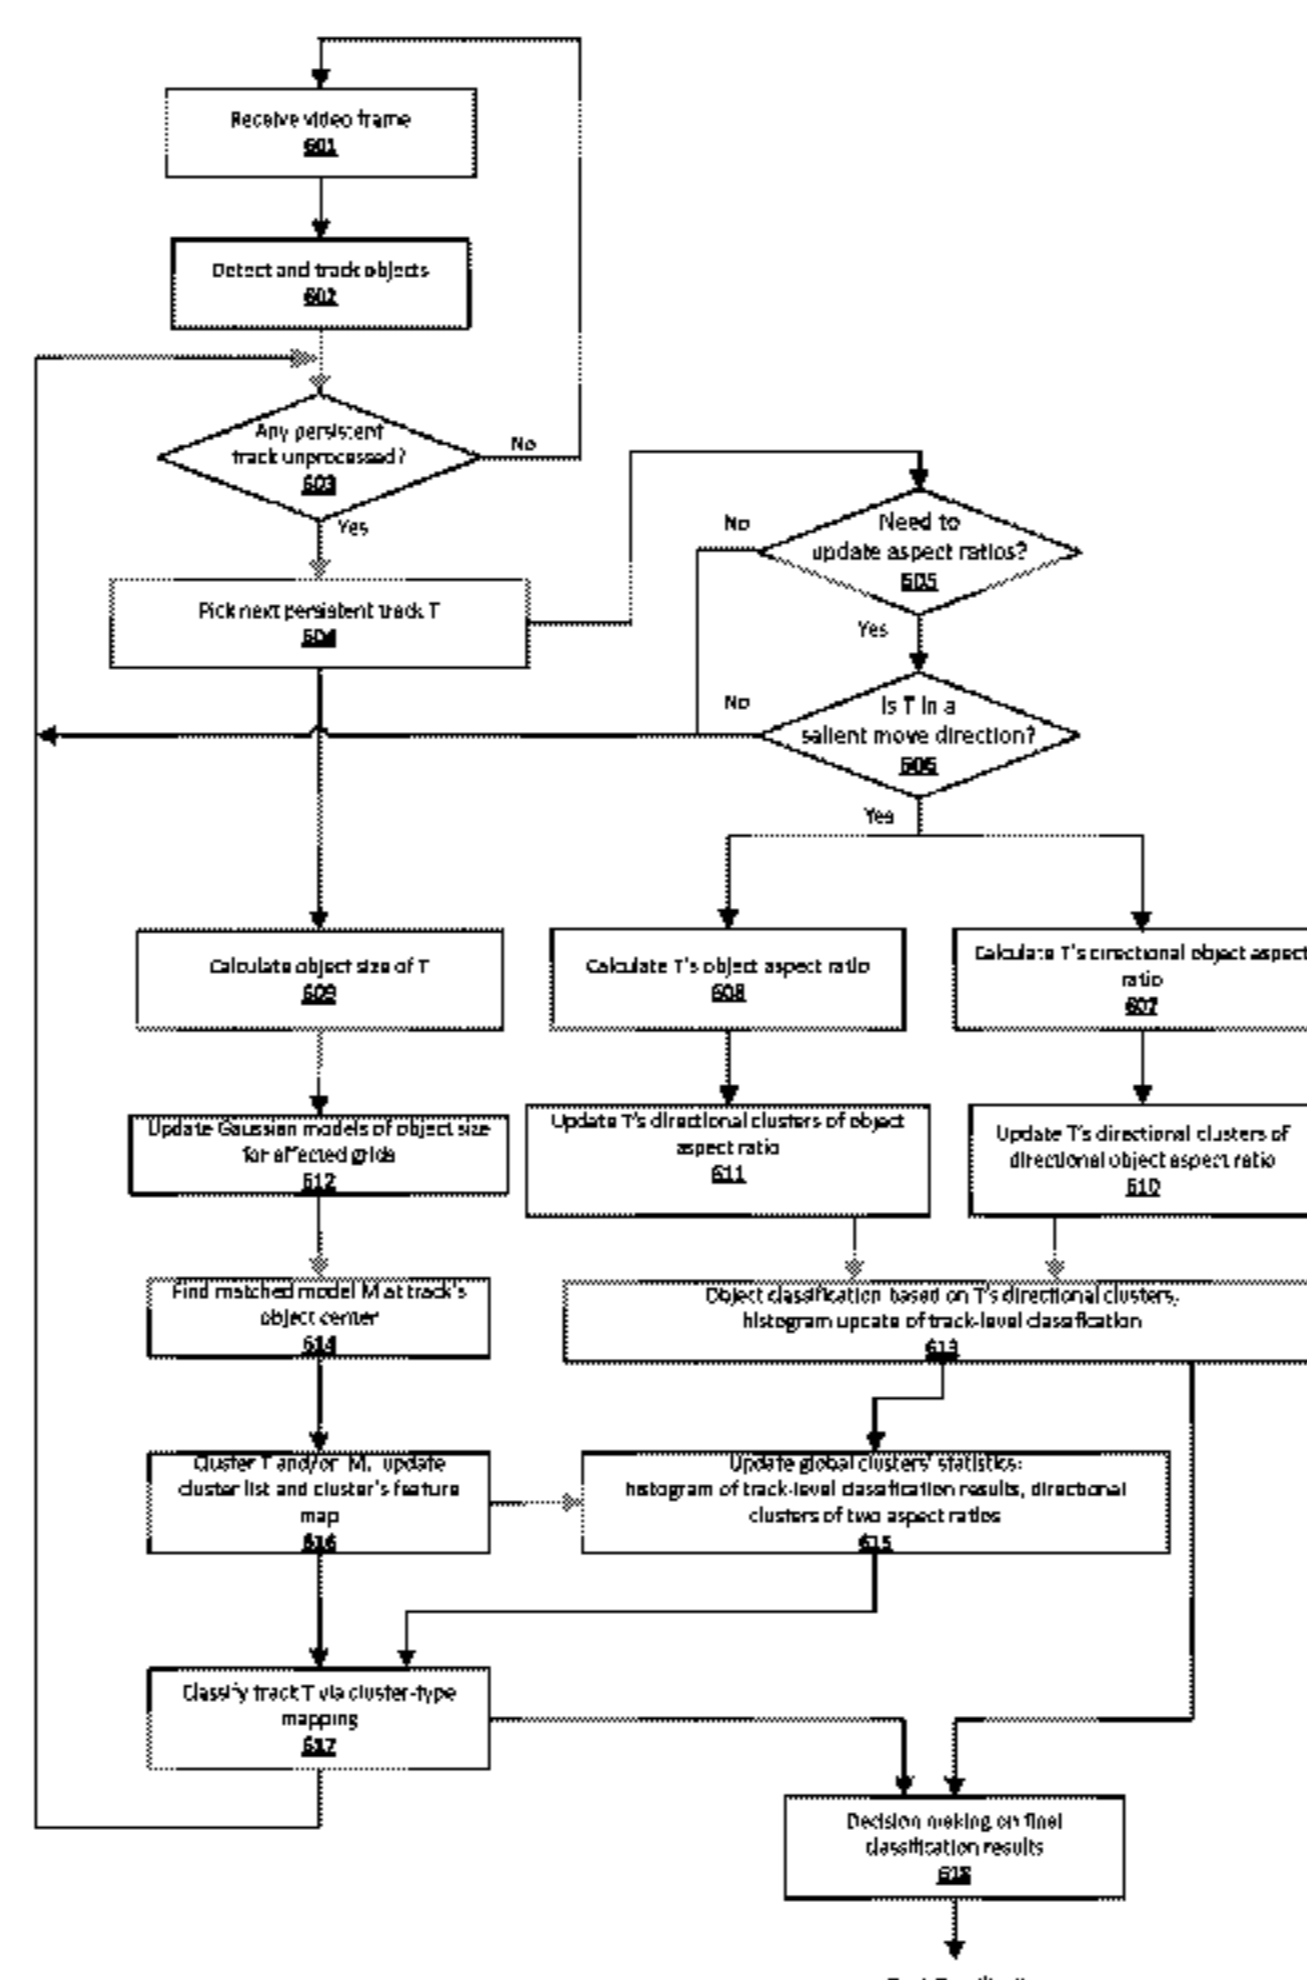 Receive video frame
601
Detect and track objects
602
Any persistent
track unprocessed?
603
No
Yes
Pick next persistent track T
604
Need to
update aspect ratios?
605
No
Yes
Is T in a
salient move direction?
606
No
Yes
Calculate object size of T
609
Calculate T's object aspect ratio
608
Calculate T's directional object aspect
ratio
607
Update Gaussian models of object size
for affected grids
612
Update T's directional clusters of object
aspect ratio
611
Update T's directional clusters of
directional object aspect ratio
610
Find matched model M at track's
object center
614
Object classification based on T's directional clusters,
histogram update of track-level classification
613
Cluster T and/or M, update
cluster list and cluster's feature
map
616
Update global clusters' statistics:
histogram of track-level classification results, directional
clusters of two aspect ratios
615
Classify track T via cluster-type
mapping
617
Decision making on final
classification results
618